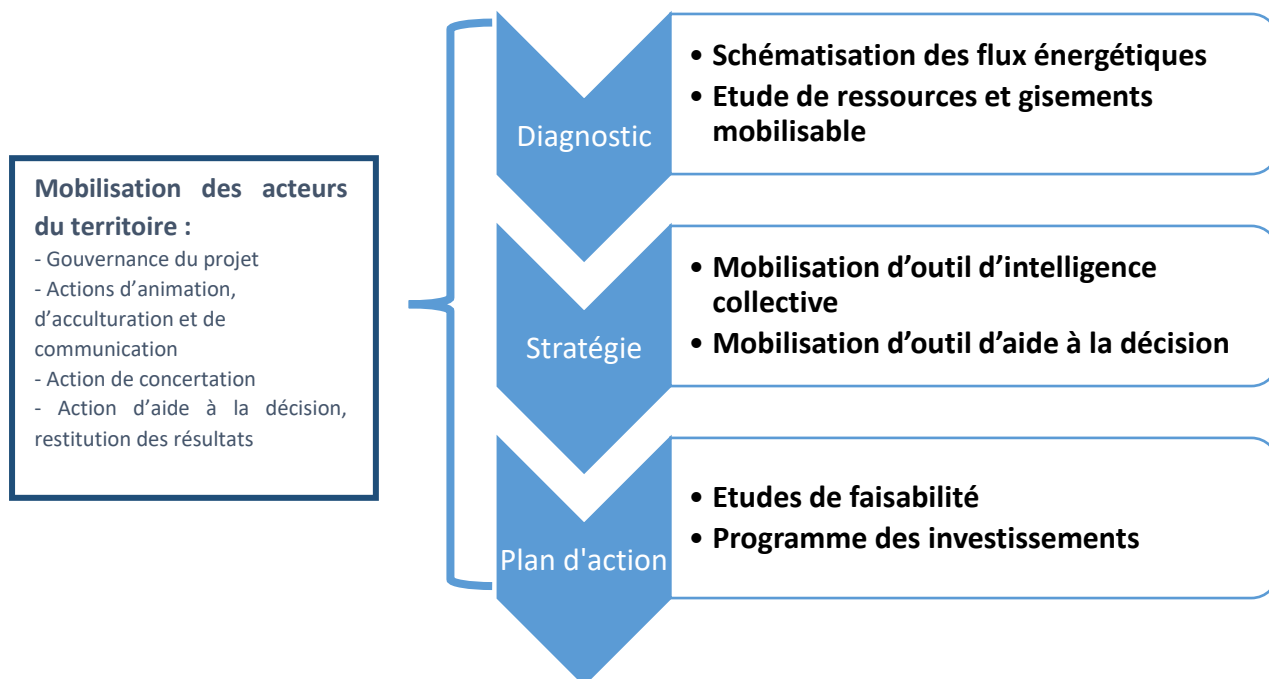 Mobilisation des acteurs
du territoire :
- Gouvernance du projet
- Actions d’animation,
d’acculturation et de
communication
- Action de concertation
- Action d’aide à la décision,
restitution des résultats
Diagnostic
• Schématisation des flux énergétiques
• Etude de ressources et gisements
mobilisable
Stratégie
• Mobilisation d’outil d’intelligence
collective
• Mobilisation d’outil d’aide à la décision
Plan d'action
• Etudes de faisabilité
• Programme des investissements